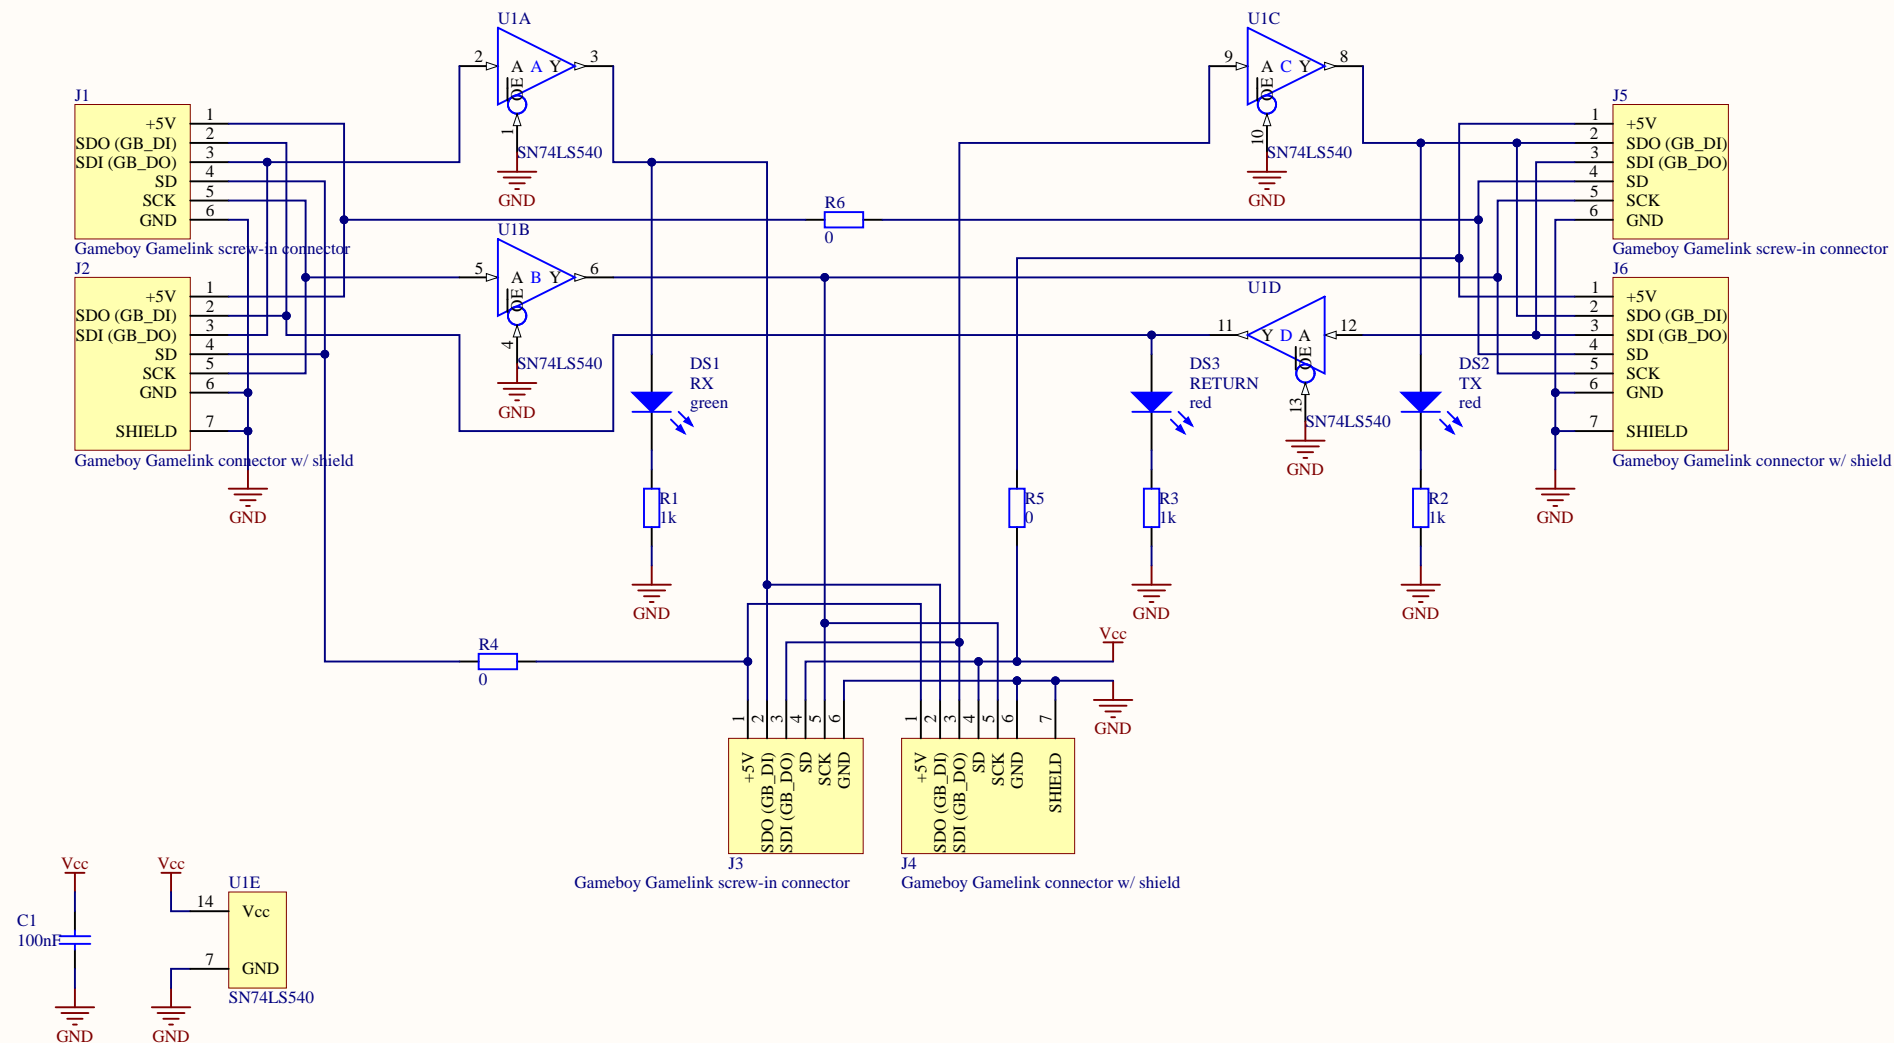 U1A
2
A A Y
3
OE
1
SN74LS540
GND
U1C
9
A C Y
8
OE
10
SN74LS540
GND
J1
+5V 1
SDO (GB_DI) 2
SDI (GB_DO) 3
SD 4
SCK 5
GND 6
Gameboy Gamelink screw-in connector
J2
+5V 1
SDO (GB_DI) 2
SDI (GB_DO) 3
SD 4
SCK 5
GND 6
SHIELD 7
Gameboy Gamelink connector w/ shield
GND
R6
0
U1B
5
A B Y
6
OE
4
SN74LS540
GND
U1D
11
Y D A
12
OE
13
SN74LS540
GND
J5
1 +5V
2 SDO (GB_DI)
3 SDI (GB_DO)
4 SD
5 SCK
6 GND
Gameboy Gamelink screw-in connector
J6
1 +5V
2 SDO (GB_DI)
3 SDI (GB_DO)
4 SD
5 SCK
6 GND
7 SHIELD
Gameboy Gamelink connector w/ shield
GND
DS1
RX
green
R1
1k
GND
DS3
RETURN
red
R3
1k
GND
DS2
TX
red
R2
1k
GND
R5
0
R4
0
Vcc
GND
1 +5V
2 SDO (GB_DI)
3 SDI (GB_DO)
4 SD
5 SCK
6 GND
J3
Gameboy Gamelink screw-in connector
1 +5V
2 SDO (GB_DI)
3 SDI (GB_DO)
4 SD
5 SCK
6 GND
7 SHIELD
J4
Gameboy Gamelink connector w/ shield
Vcc
C1
100nF
GND
Vcc
U1E
14 Vcc
7 GND
SN74LS540
GND